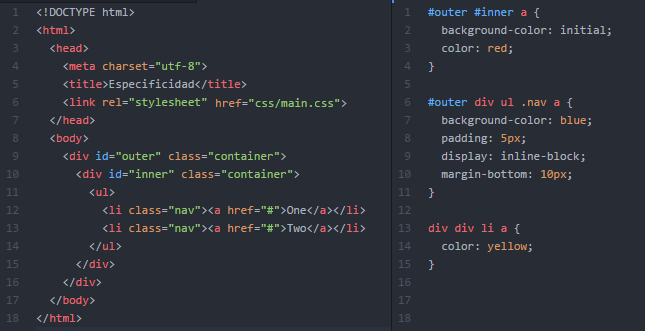 1 <!DOCTYPE html>
2 <html>
3 <head>
4 <meta charset="utf-8">
5 <title>Especificidad</title>
6 <link rel="stylesheet" href="css/main.css">
7 </head>
8 <body>
9 <div id="outer" class="container">
10 <div id="inner" class="container">
11 <ul>
12 <li class="nav"><a href="#">One</a></li>
13 <li class="nav"><a href="#">Two</a></li>
14 </ul>
15 </div>
16 </div>
17 </body>
18 </html>
1 #outer #inner a {
2 background-color: initial;
3 color: red;
4 }
5
6 #outer div ul .nav a {
7 background-color: blue;
8 padding: 5px;
9 display: inline-block;
10 margin-bottom: 10px;
11 }
12
13 div div li a {
14 color: yellow;
15 }
16
17
18